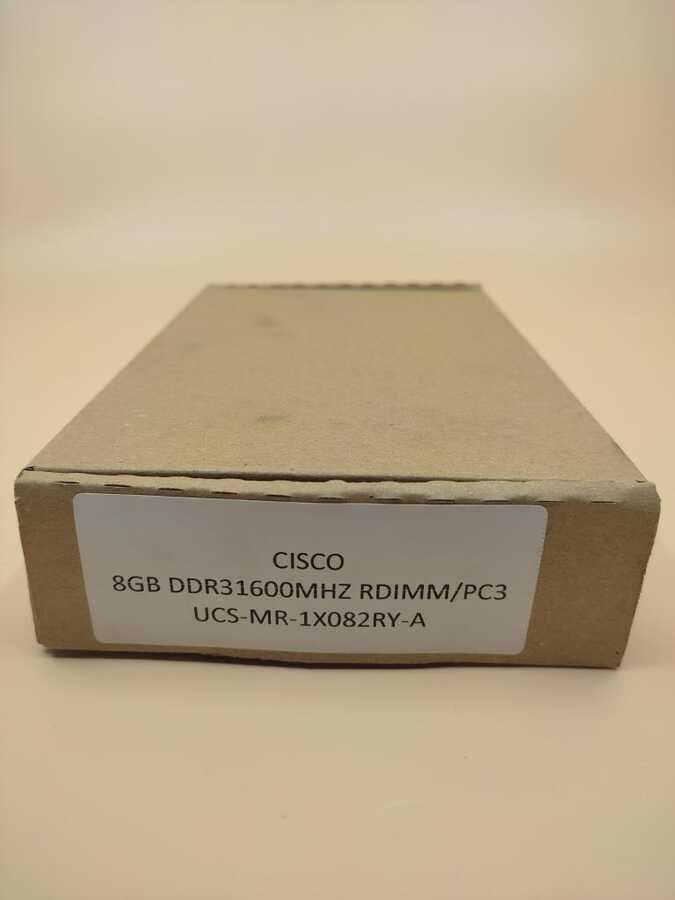 CISCO
8GB DDR31600MHZ RDIMM/PC3
UCS-MR-1X082RY-A